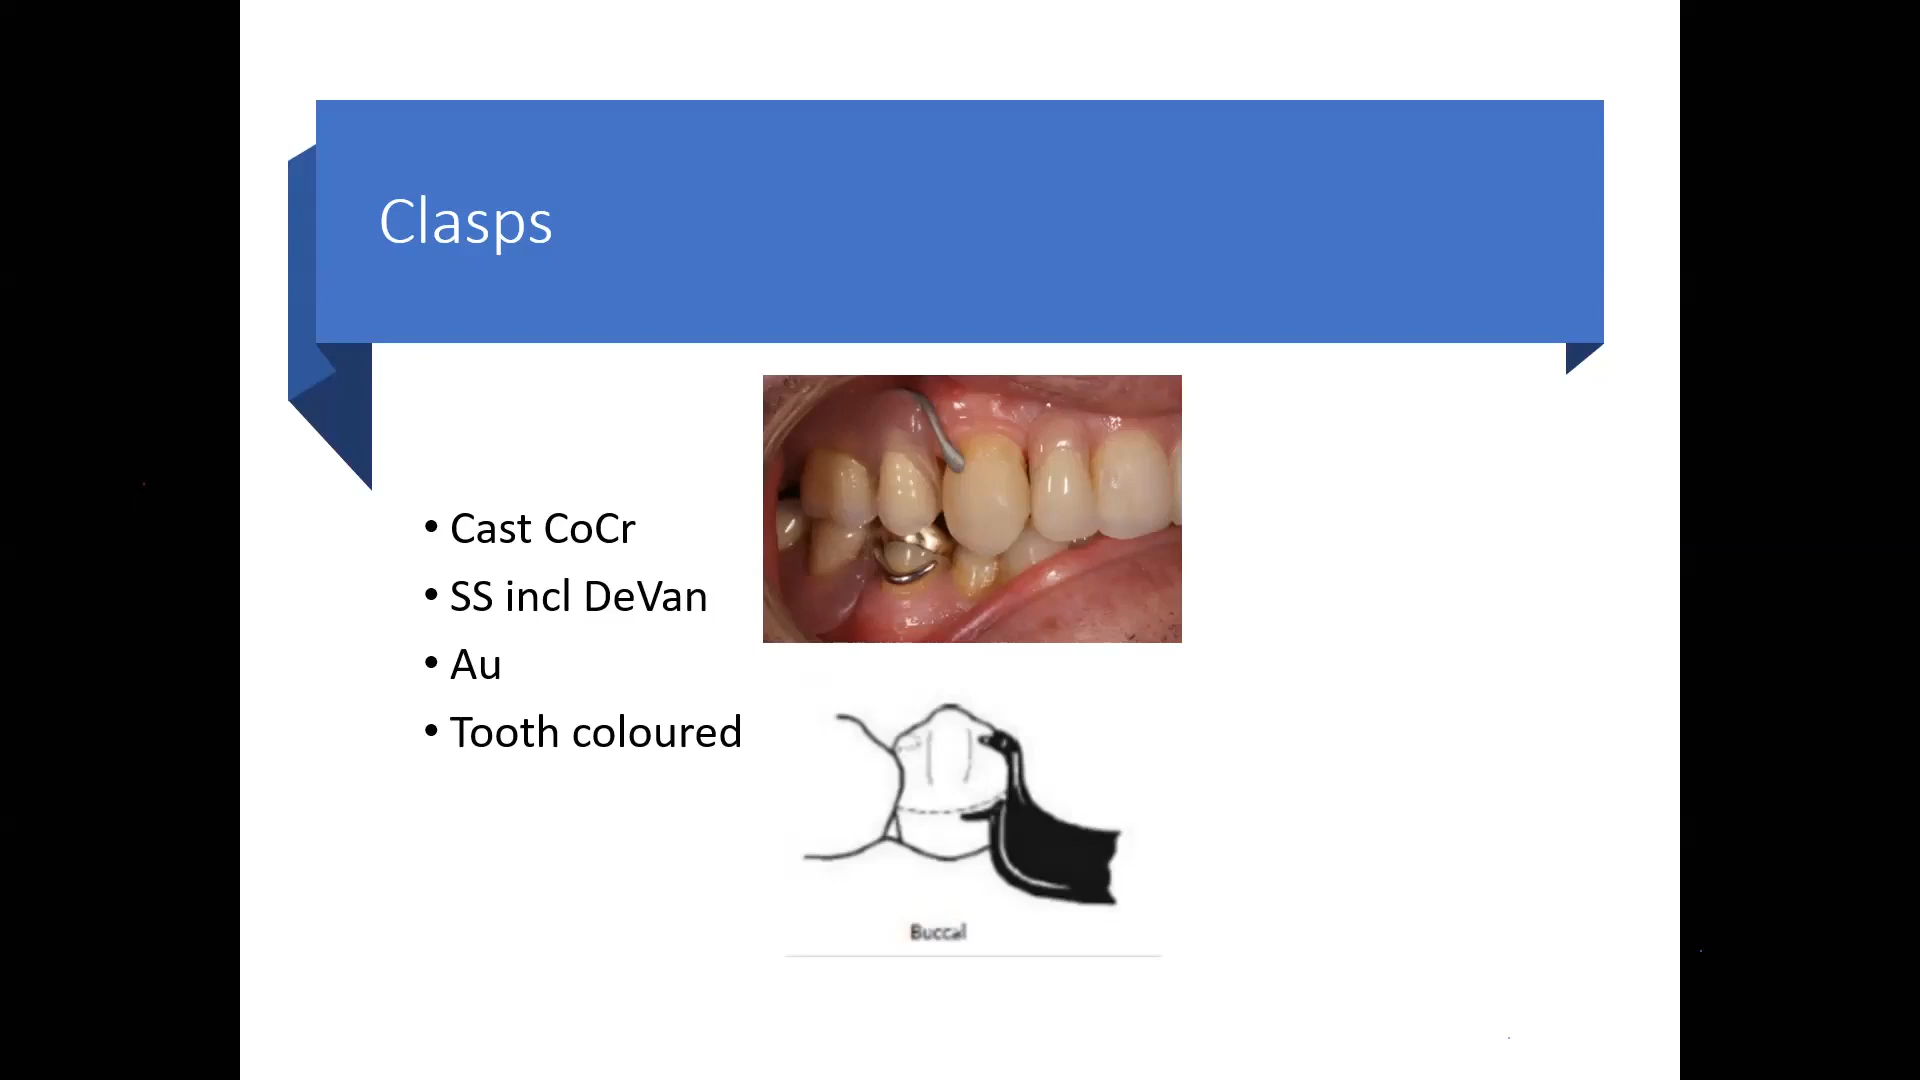 Clasps
• Cast CoCr
• SS incl DeVan
• Au
• Tooth coloured
Buccal